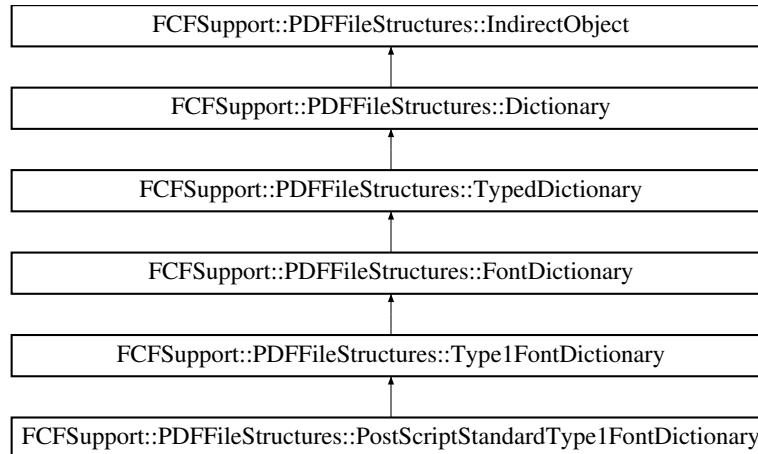 FCFSupport::PDFFileStructures::IndirectObject
FCFSupport::PDFFileStructures::Dictionary
FCFSupport::PDFFileStructures::TypedDictionary
FCFSupport::PDFFileStructures::FontDictionary
FCFSupport::PDFFileStructures::Type1FontDictionary
FCFSupport::PDFFileStructures::PostScriptStandardType1FontDictionary